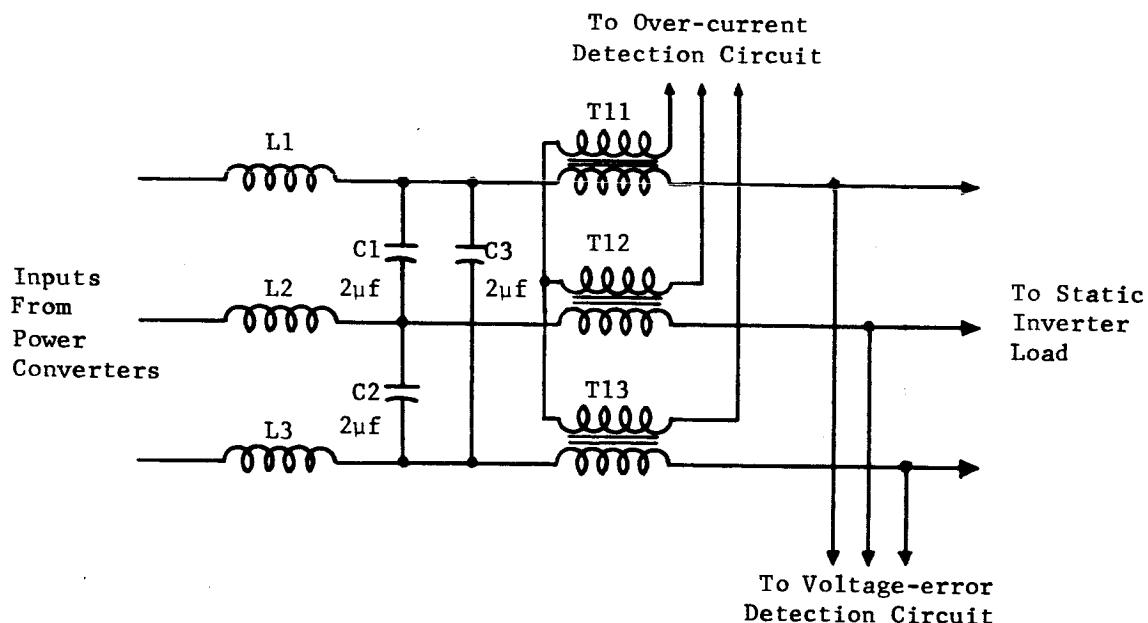 To Over-current
Detection Circuit
T11
L1
C1
C3
T12
Inputs
From
Power
Converters
2µf
2µf
L2
To Static
Inverter
Load
C2
T13
2µf
L3
To Voltage-error
Detection Circuit